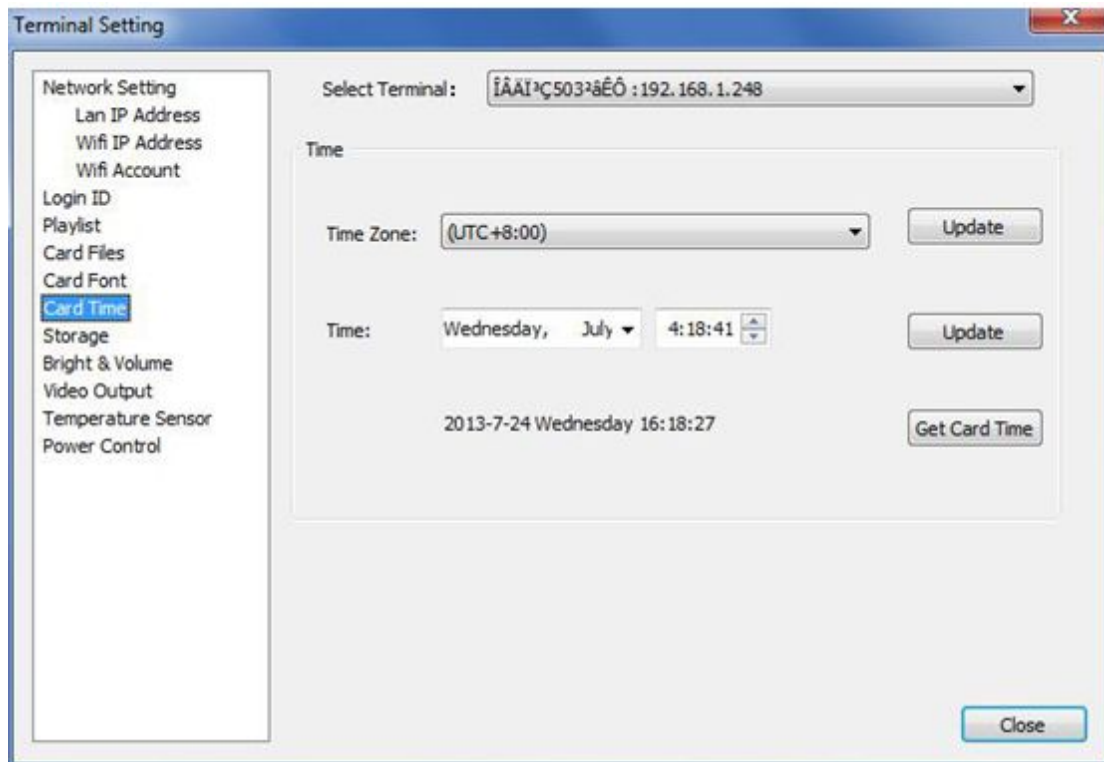 Terminal Setting
Network Setting
Lan IP Address
Wifi IP Address
Wifi Account
Login ID
Playlist
Card Files
Card Font
Card Time
Storage
Bright & Volume
Video Output
Temperature Sensor
Power Control
Select Terminal: ÎÂÄÏ³Ç503²âÊÔ :192.168.1.248
Time
Time Zone: (UTC+8:00) Update
Time: Wednesday, July 4:18:41 Update
2013-7-24 Wednesday 16:18:27 Get Card Time
Close